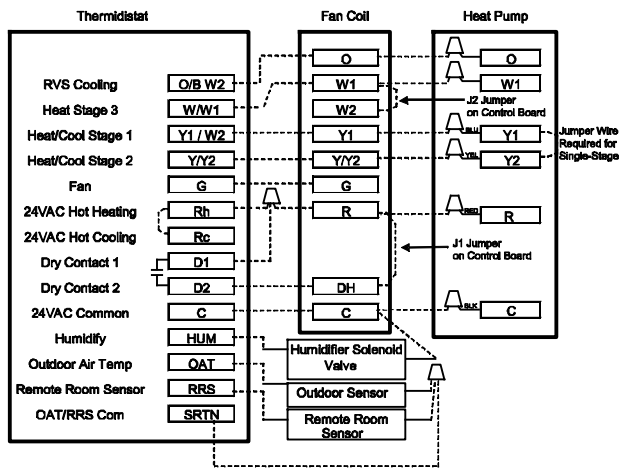 Thermidistat Fan Coil Heat Pump
O O
RVS Cooling O/B W2 W1 W1
J2 Jumper
on Control Board
Heat Stage 3 W/W1 W2
Heat/Cool Stage 1 Y1 / W2 Y1 BLU Y1
Jumper Wire
Required for
Single-Stage
Heat/Cool Stage 2 Y/Y2 Y/Y2 YEL Y2
Fan G G
24VAC Hot Heating Rh R RED R
24VAC Hot Cooling Rc
J1 Jumper
on Control Board
Dry Contact 1 D1
Dry Contact 2 D2 DH
24VAC Common C C BLK C
Humidify HUM
Humidifier Solenoid
Valve
Outdoor Air Temp OAT
Outdoor Sensor
Remote Room Sensor RRS
Remote Room
Sensor
OAT/RRS Com SRTN